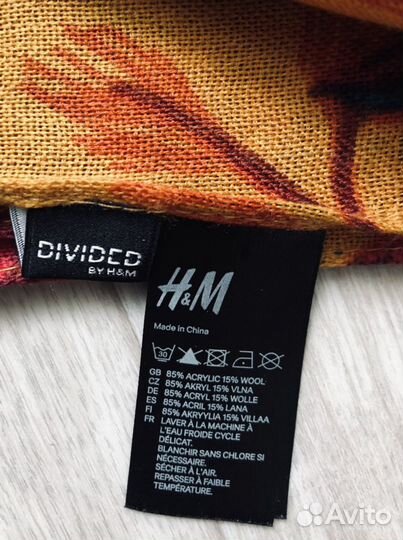 DIVIDED
BY H&M
H&M
Made in China
30
GB 85% ACRYLIC 15% WOOL
CZ 85% AKRYL 15% VLNA
DE 85% ACRYL 15% WOLLE
ES 85% ACRIL 15% LANA
FI 85% AKRYYLIA 15% VILLAA
FR LAVER À LA MACHINE À
L'EAU FROIDE CYCLE
DÉLICAT.
BLANCHIR SANS CHLORE SI
NÉCESSAIRE.
SÉCHER À L'AIR.
REPASSER À FAIBLE
TEMPÉRATURE.
Avito